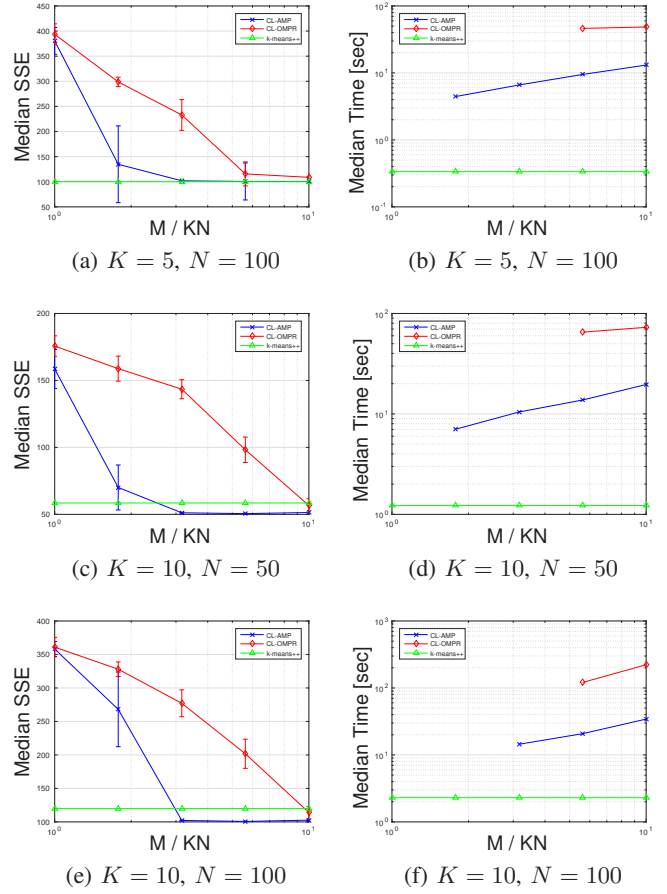 450
400
350
300
250
200
150
100
50
10^0
10^1
Median SSE
M / KN
CL-AMP
CL-OMPR
k-means++
(a) K = 5, N = 100
10^2
10^1
10^0
10^-1
10^0
10^1
Median Time [sec]
M / KN
CL-AMP
CL-OMPR
k-means++
(b) K = 5, N = 100
200
150
100
50
10^0
10^1
Median SSE
M / KN
CL-AMP
CL-OMPR
k-means++
(c) K = 10, N = 50
10^2
10^1
10^0
10^0
10^1
Median Time [sec]
M / KN
CL-AMP
CL-OMPR
k-means++
(d) K = 10, N = 50
400
350
300
250
200
150
100
10^0
10^1
Median SSE
M / KN
CL-AMP
CL-OMPR
k-means++
(e) K = 10, N = 100
10^3
10^2
10^1
10^0
10^0
10^1
Median Time [sec]
M / KN
CL-AMP
CL-OMPR
k-means++
(f) K = 10, N = 100